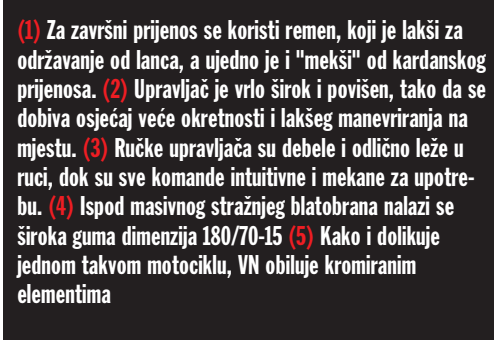 (1) Za završni prijenos se koristi remen, koji je lakši za
održavanje od lanca, a ujedno je i "mekši" od kardanskog
prijenosa. (2) Upravljač je vrlo širok i povišen, tako da se
dobiva osjećaj veće okretnosti i lakšeg manevriranja na
mjestu. (3) Ručke upravljača su debele i odlično leže u
ruci, dok su sve komande intuitivne i mekane za upotre-
bu. (4) Ispod masivnog stražnjeg blatobrana nalazi se
široka guma dimenzija 180/70-15 (5) Kako i dolikuje
jednom takvom motociklu, VN obiluje kromiranim
elementima